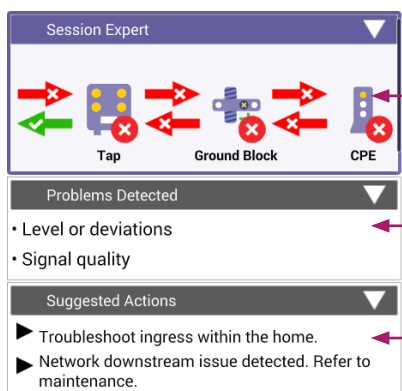 Session Expert
Tap
Ground Block
CPE
Problems Detected
• Level or deviations
• Signal quality
Suggested Actions
▶ Troubleshoot ingress within the home.
▶ Network downstream issue detected. Refer to
maintenance.